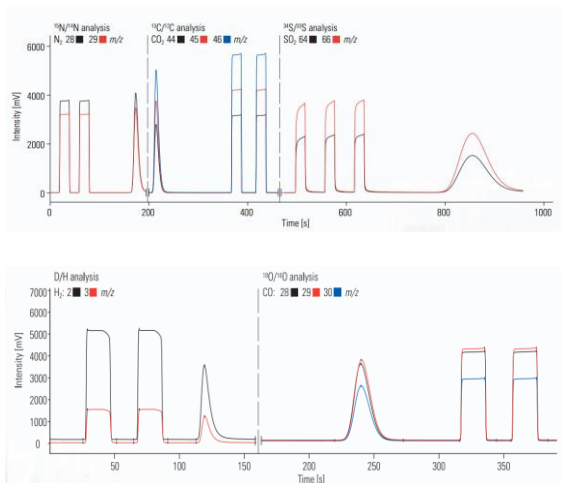 ¹⁵N/¹⁴N analysis
N₂ 28 29 m/z
¹³C/¹²C analysis
CO₂ 44 45 46 m/z
³⁴S/³²S analysis
SO₂ 64 66 m/z
Intensity [mV]
6000
4000
2000
0
0 200 400 600 800 1000
Time [s]
D/H analysis
H₂: 2 3 m/z
¹⁸O/¹⁶O analysis
CO: 28 29 30 m/z
Intensity [mV]
7000
6000
5000
4000
3000
2000
1000
0
50 100 150 200 250 300 350
Time [s] Time [s]